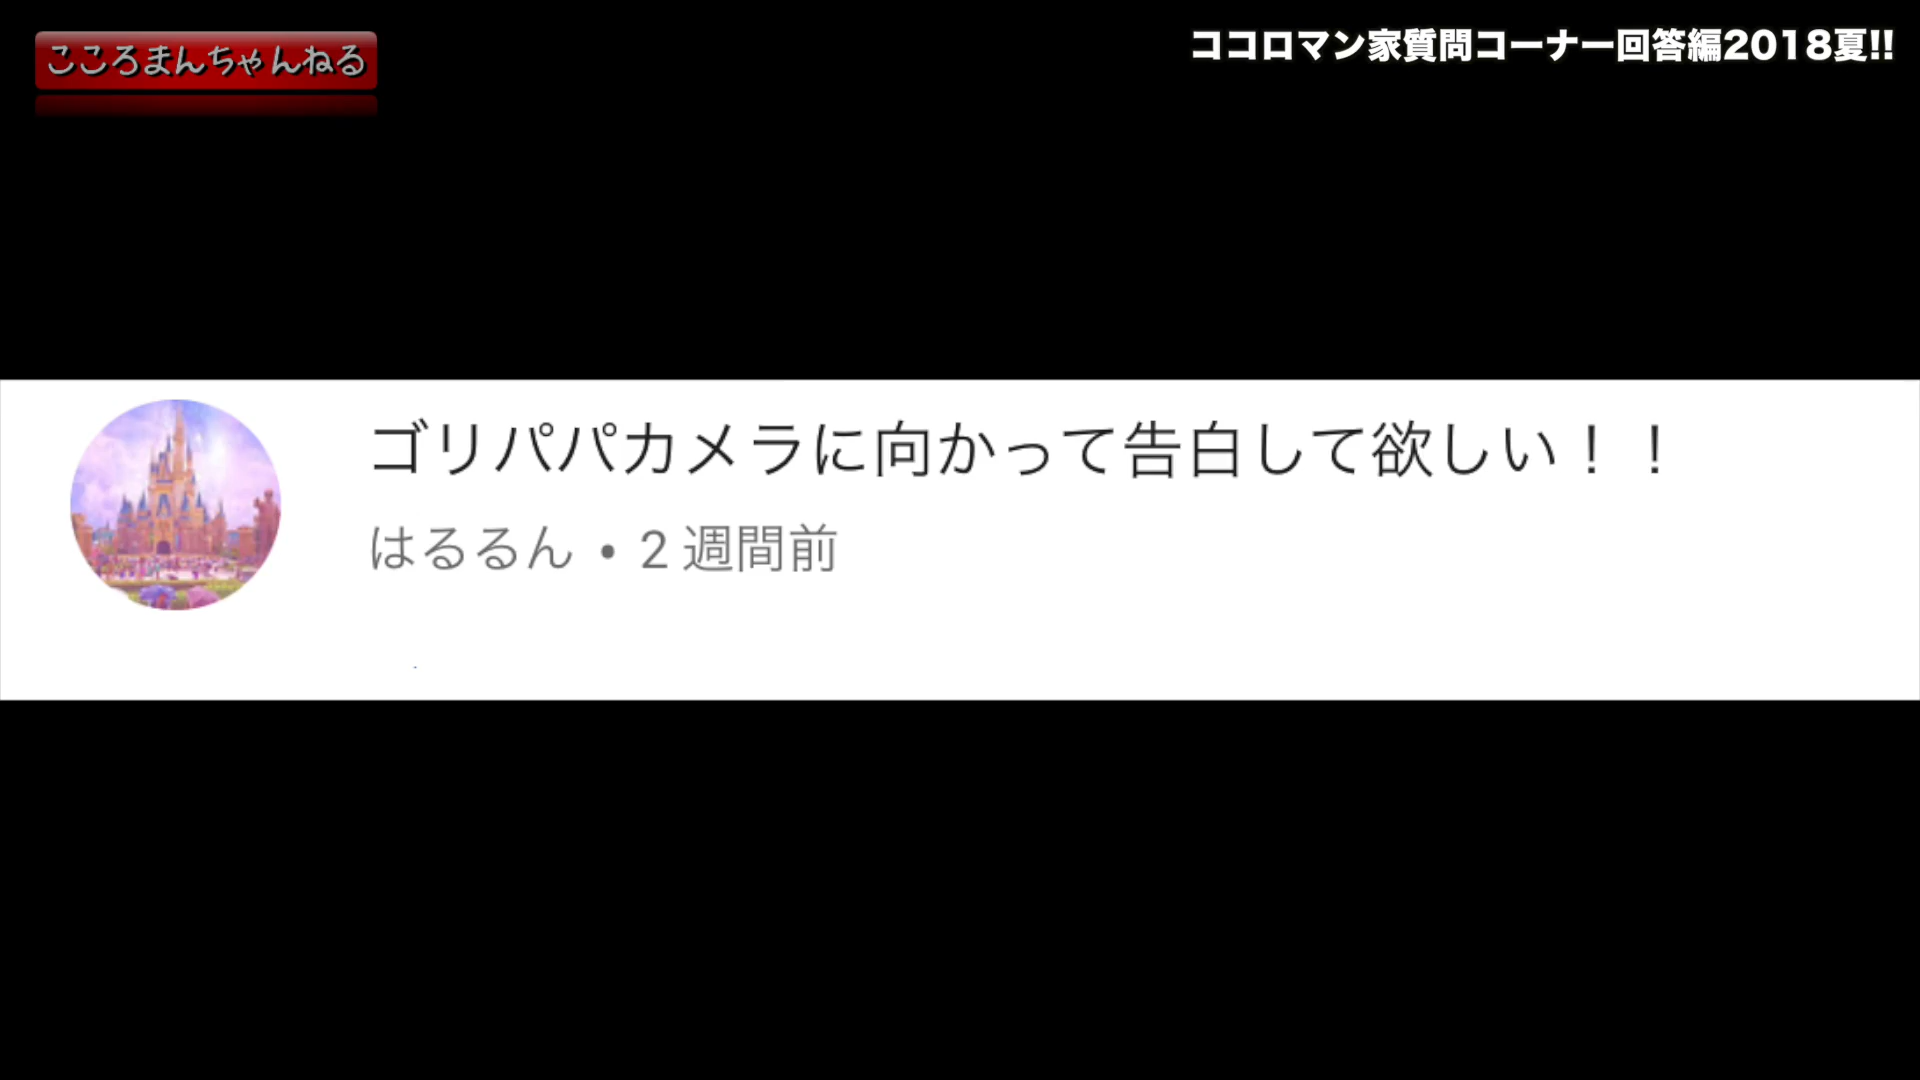 こころまんちゃんねる
ココロマン家質問コーナー回答編2018夏!!
ゴリパパカメラに向かって告白して欲しい！！
はるるん • 2 週間前